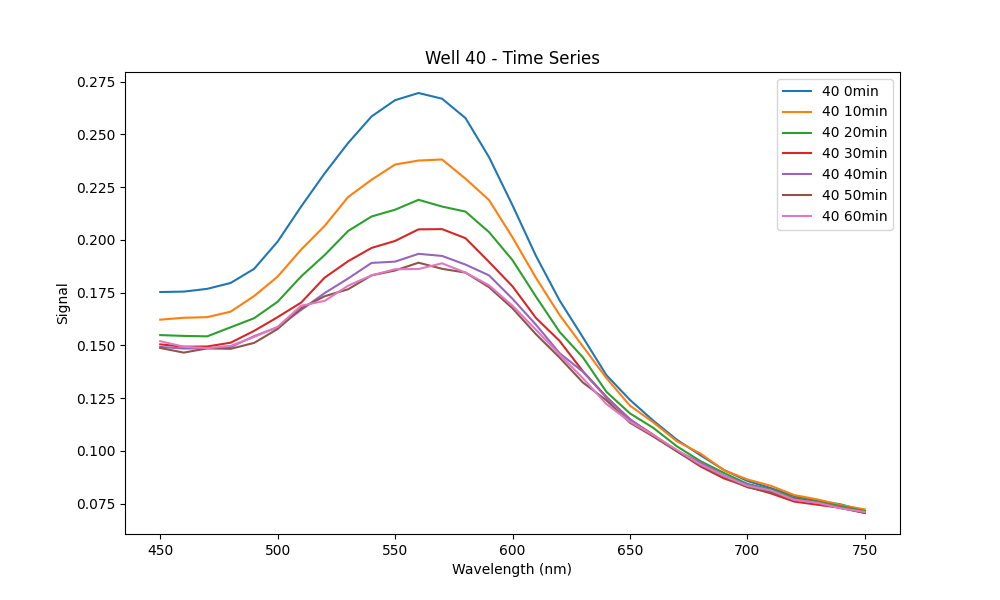 Well 40 - Time Series
Signal
0.275
0.250
0.225
0.200
0.175
0.150
0.125
0.100
0.075
40 0min
40 10min
40 20min
40 30min
40 40min
40 50min
40 60min
450 500 550 600 650 700 750
Wavelength (nm)